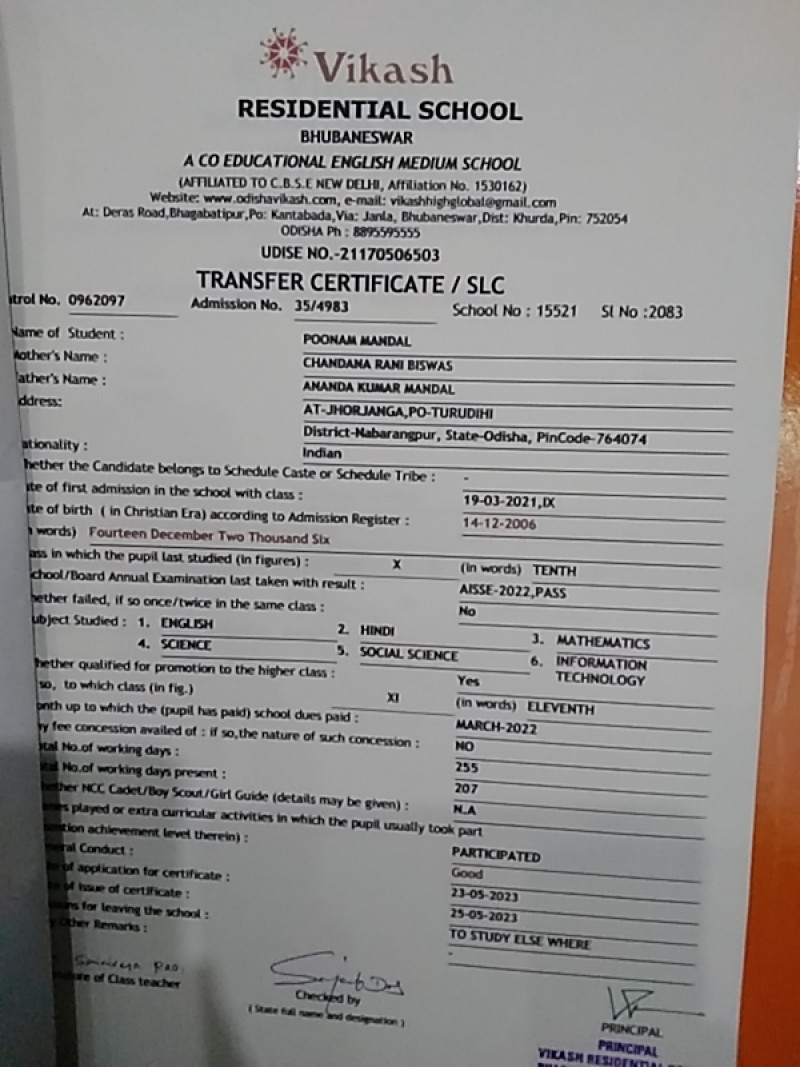 Vikash
RESIDENTIAL SCHOOL
BHUBANESWAR
A CO EDUCATIONAL ENGLISH MEDIUM SCHOOL
(AFFILIATED TO C.B.S.E NEW DELHI, Affiliation No. 1530162)
Website: www.odishavikash.com, e-mail: vikashhighglobal@gmail.com
At: Deras Road,Bhagabatipur,Po: Kantabada,Via: Janla, Bhubaneswar,Dist: Khurda,Pin: 752054
ODISHA Ph : 8895595555
UDISE NO.-21170506503
TRANSFER CERTIFICATE / SLC
trol No. 0962097 Admission No. 35/4983 School No : 15521 Sl No :2083
Name of Student : POONAM MANDAL
other's Name : CHANDANA RANI BISWAS
ather's Name : ANANDA KUMAR MANDAL
ddress: AT-JHORJANGA,PO-TURUDIHI
District-Nabarangpur, State-Odisha, PinCode-764074
ationality : Indian
hether the Candidate belongs to Schedule Caste or Schedule Tribe : -
te of first admission in the school with class : 19-03-2021,IX
te of birth ( in Christian Era) according to Admission Register : 14-12-2006
words) Fourteen December Two Thousand Six
ass in which the pupil last studied (in figures) : X (in words) TENTH
chool/Board Annual Examination last taken with result : AISSE-2022,PASS
hether failed, if so once/twice in the same class : No
ubject Studied : 1. ENGLISH 2. HINDI 3. MATHEMATICS
4. SCIENCE 5. SOCIAL SCIENCE 6. INFORMATION TECHNOLOGY
hether qualified for promotion to the higher class : Yes
so, to which class (in fig.) XI (in words) ELEVENTH
onth up to which the (pupil has paid) school dues paid : MARCH-2022
y fee concession availed of : if so,the nature of such concession : NO
tal No.of working days : 255
tal No.of working days present : 207
hether NCC Cadet/Boy Scout/Girl Guide (details may be given) : N.A
mes played or extra curricular activities in which the pupil usually took part
ntion achievement level therein) : PARTICIPATED
neral Conduct : Good
te of application for certificate : 23-05-2023
te of issue of certificate : 25-05-2023
sons for leaving the school : TO STUDY ELSE WHERE
y Other Remarks : -
ture of Class teacher
Checked by
( State full name and designation )
PRINCIPAL
PRINCIPAL
VIKASH RESIDENTIAL